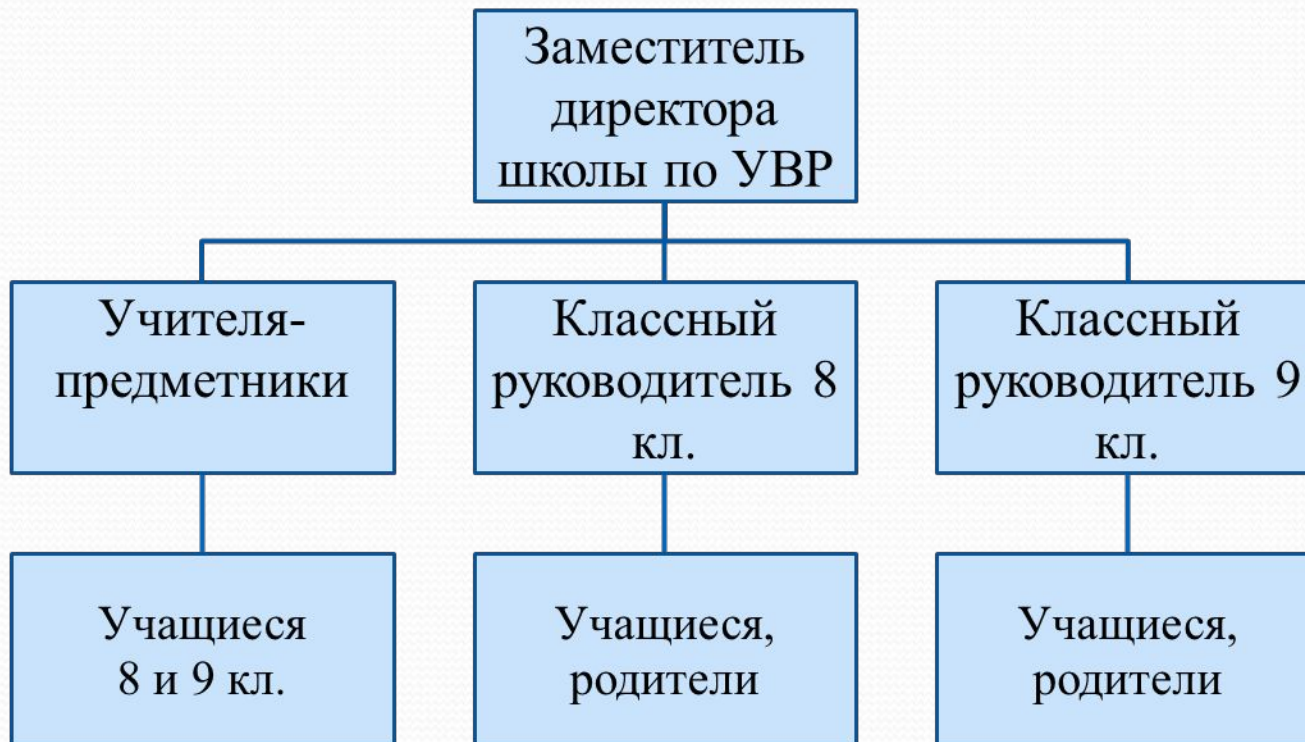 Заместитель
директора
школы по УВР
Учителя-
предметники
Классный
руководитель 8
кл.
Классный
руководитель 9
кл.
Учащиеся
8 и 9 кл.
Учащиеся,
родители
Учащиеся,
родители